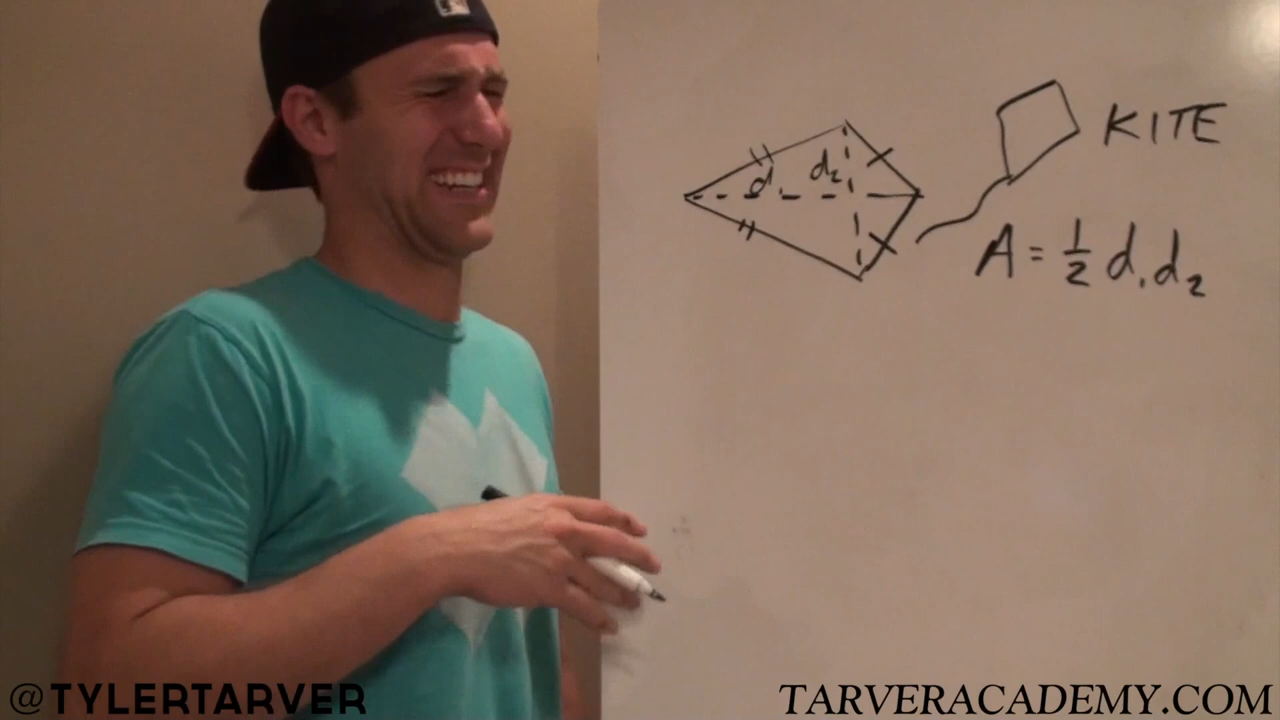 d₁ d₂
KITE
A = ½ d₁d₂
@TYLERTARVER
TARVERACADEMY.COM